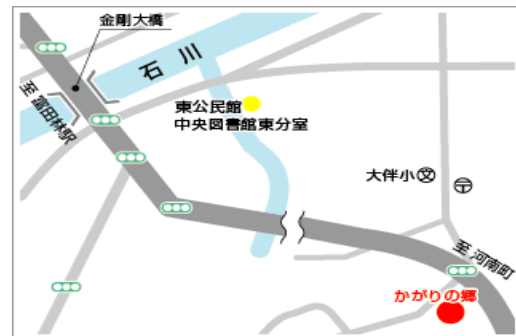 金剛大橋
石川
至 富田林駅
東公民館
中央図書館東分室
大伴小 文
〒
至 河南町
かがりの郷